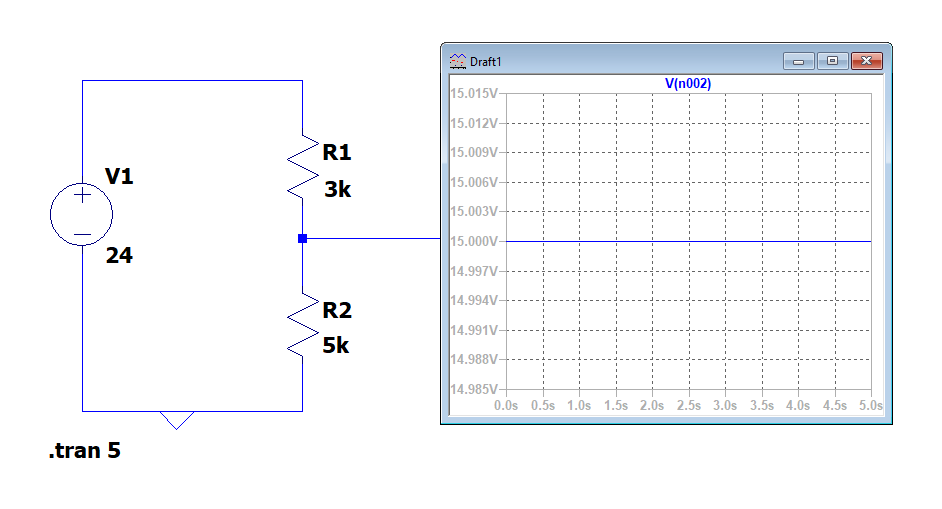 V1
24
R1
3k
R2
5k
.tran 5
Draft1
V(n002)
15.015V
15.012V
15.009V
15.006V
15.003V
15.000V
14.997V
14.994V
14.991V
14.988V
14.985V
0.0s 0.5s 1.0s 1.5s 2.0s 2.5s 3.0s 3.5s 4.0s 4.5s 5.0s